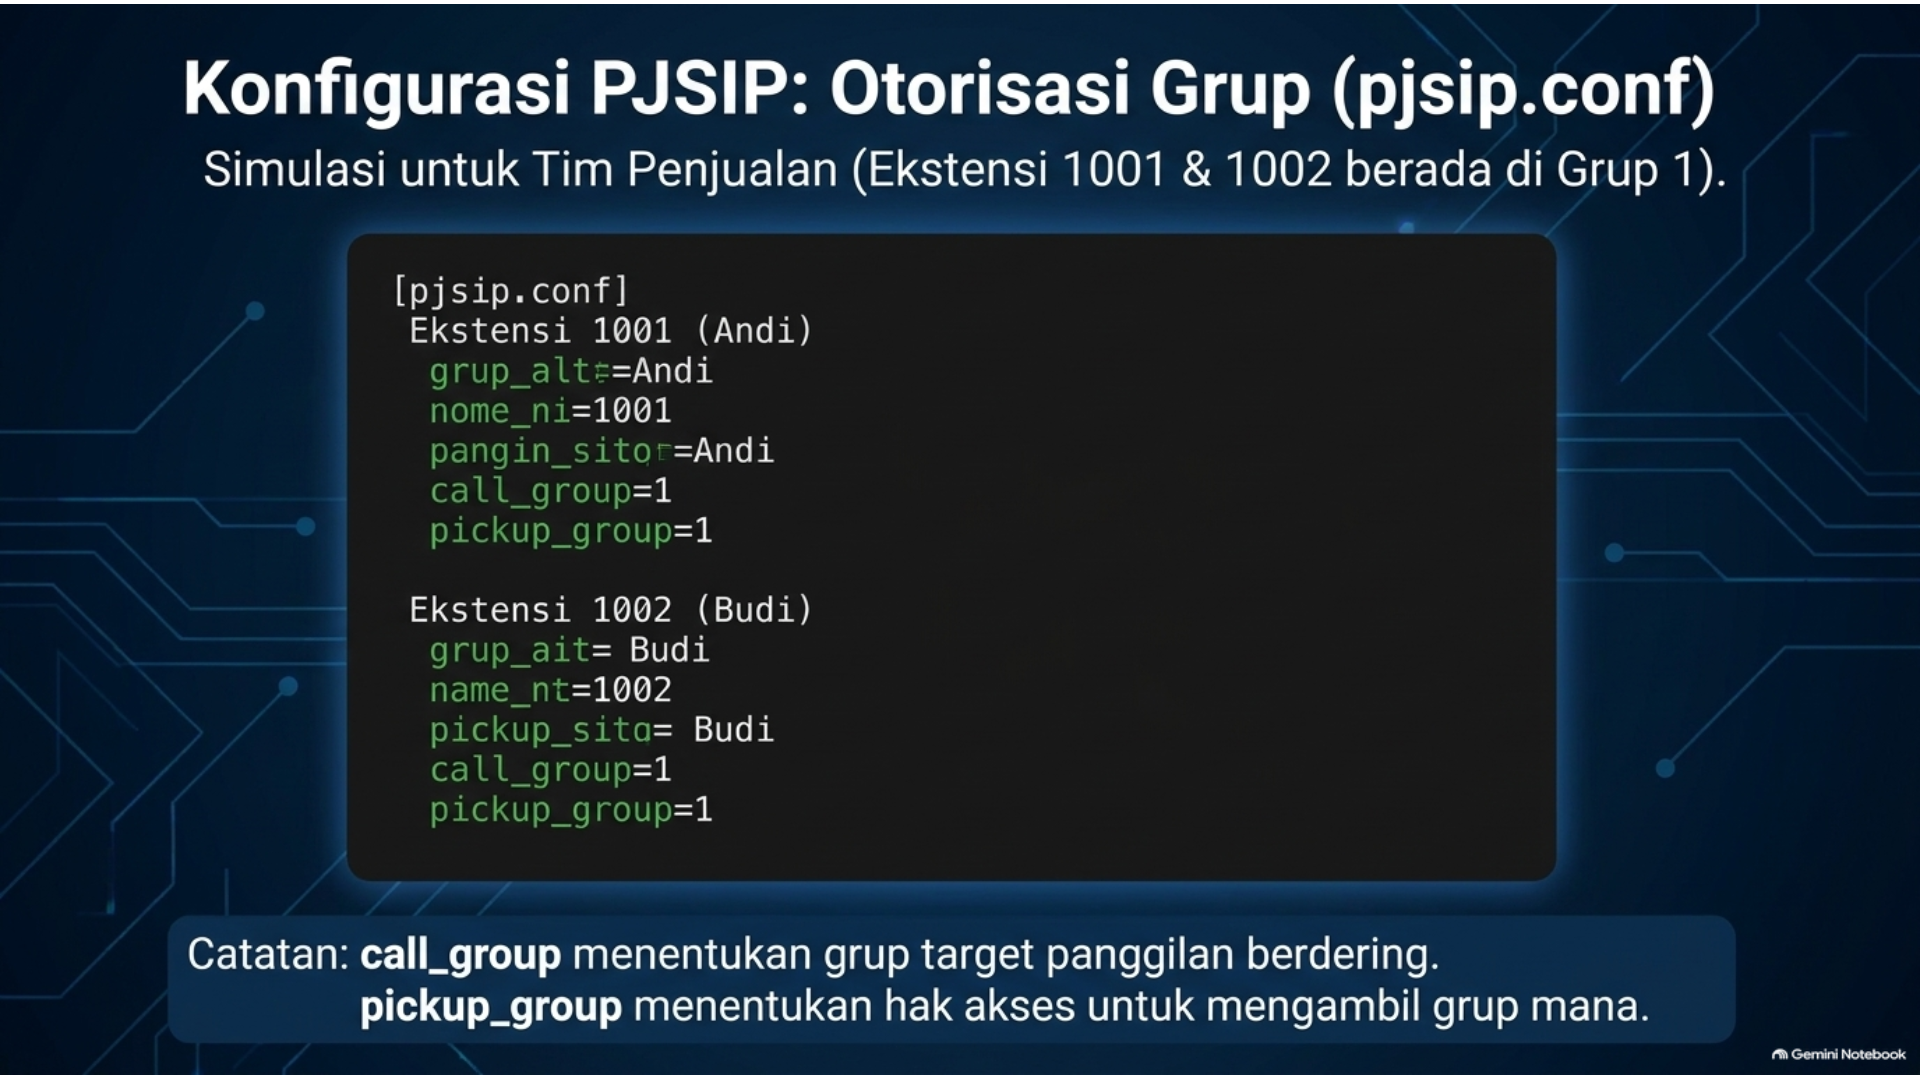 Konfigurasi PJSIP: Otorisasi Grup (pjsip.conf)
Simulasi untuk Tim Penjualan (Ekstensi 1001 & 1002 berada di Grup 1).
[pjsip.conf]
Ekstensi 1001 (Andi)
=Andi
nome_ni=1001
=Andi
call_group=1
pickup_group=1
Ekstensi 1002 (Budi)
grup_ait= Budi
name_nt=1002
pickup_sita= Budi
call_group=1
pickup_group=1
Catatan: call_group menentukan grup target panggilan berdering.
pickup_group menentukan hak akses untuk mengambil grup mana.
Gemini Notebook